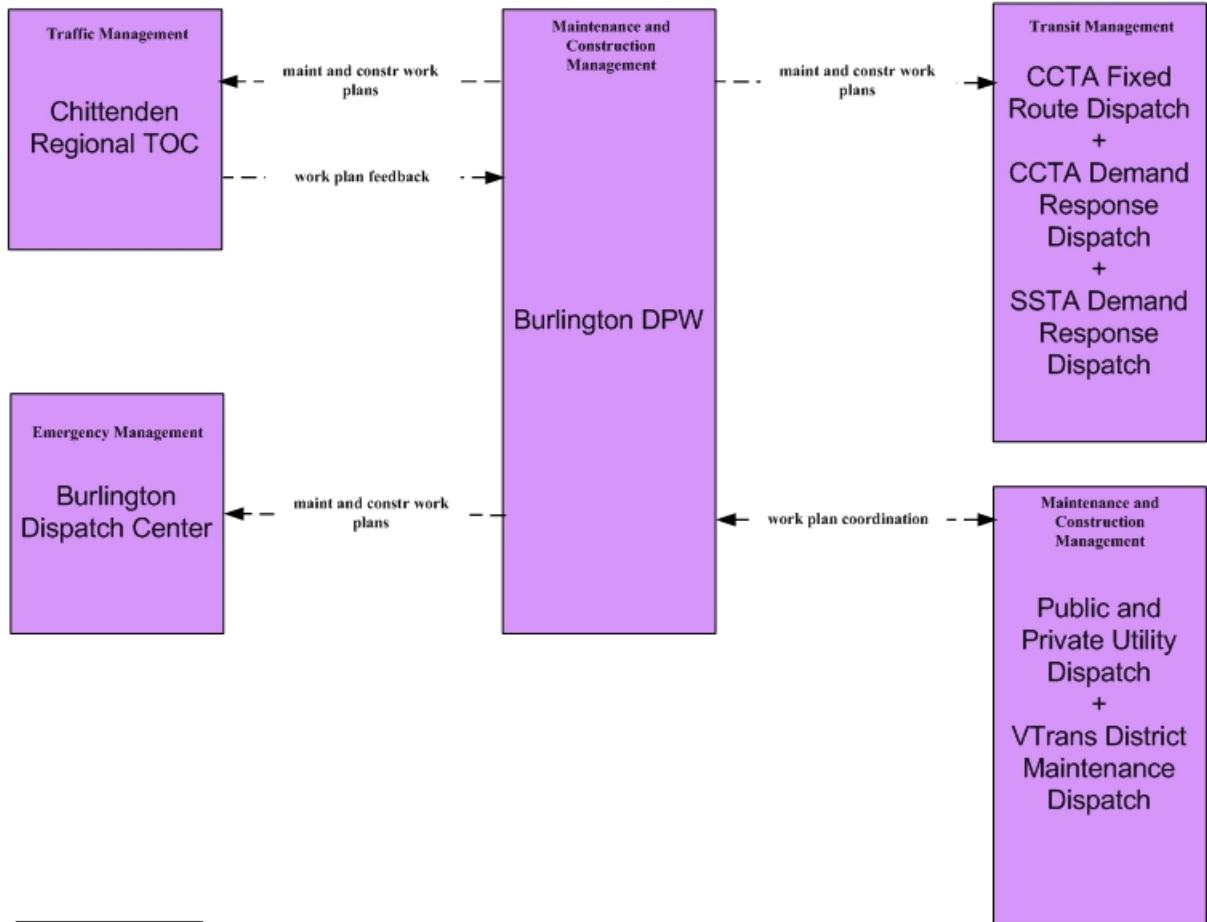 Traffic Management
Chittenden
Regional TOC
maint and constr work
plans
work plan feedback
Maintenance and
Construction
Management
Burlington DPW
maint and constr work
plans
Transit Management
CCTA Fixed
Route Dispatch
+
CCTA Demand
Response
Dispatch
+
SSTA Demand
Response
Dispatch
Emergency Management
Burlington
Dispatch Center
maint and constr work
plans
work plan coordination
Maintenance and
Construction
Management
Public and
Private Utility
Dispatch
+
VTrans District
Maintenance
Dispatch